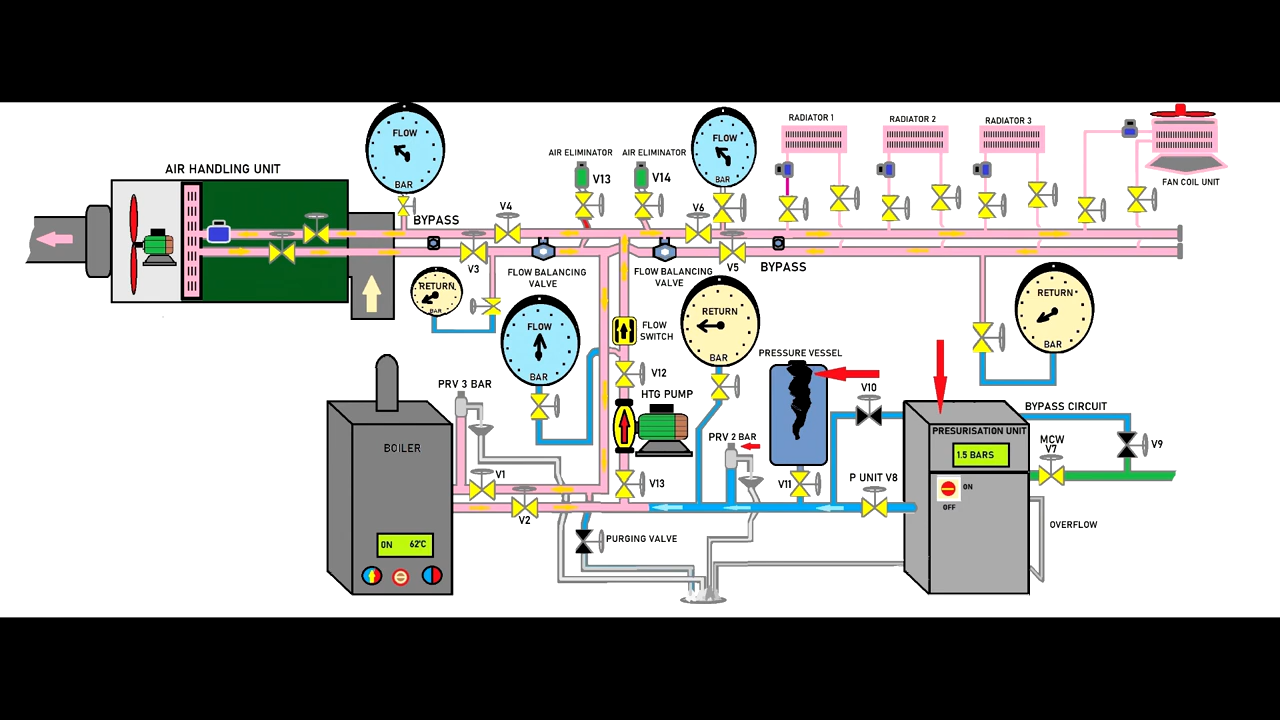 FLOW
BAR
FLOW
BAR
RADIATOR 1
RADIATOR 2
RADIATOR 3
AIR HANDLING UNIT
AIR ELIMINATOR
AIR ELIMINATOR
V13
V14
FAN COIL UNIT
BYPASS
V4
V6
V3
V5
BYPASS
FLOW BALANCING
VALVE
FLOW BALANCING
VALVE
RETURN
BAR
FLOW
BAR
FLOW
SWITCH
RETURN
BAR
RETURN
BAR
PRESSURE VESSEL
V12
PRV 3 BAR
HTG PUMP
V10
BYPASS CIRCUIT
BOILER
PRV 2 BAR
PRESURISATION UNIT
1.5 BARS
MCW
V7
V9
V1
V13
V11
P UNIT V8
ON
OFF
V2
OVERFLOW
PURGING VALVE
ON 62°C